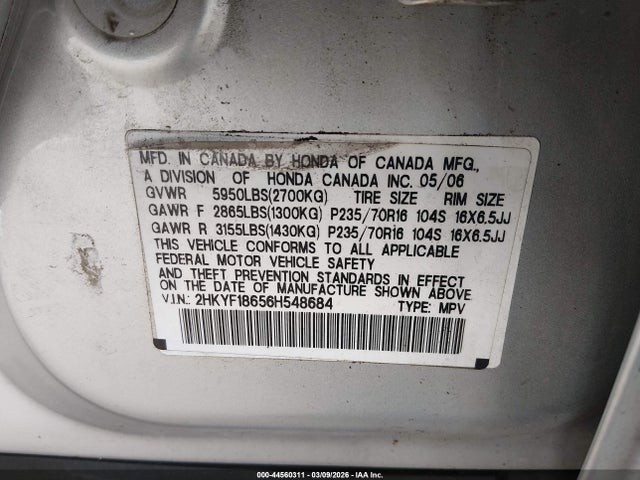 MFD. IN CANADA BY HONDA OF CANADA MFG.,
A DIVISION OF HONDA CANADA INC. 05/06
GVWR 5950LBS(2700KG) TIRE SIZE RIM SIZE
GAWR F 2865LBS(1300KG) P235/70R16 104S 16X6.5JJ
GAWR R 3155LBS(1430KG) P235/70R16 104S 16X6.5JJ
THIS VEHICLE CONFORMS TO ALL APPLICABLE
FEDERAL MOTOR VEHICLE SAFETY
AND THEFT PREVENTION STANDARDS IN EFFECT
ON THE DATE OF MANUFACTURE SHOWN ABOVE.
V.I.N.: 2HKYF18656H548684 TYPE: MPV
000-44560311 - 03/09/2026 - IAA Inc.